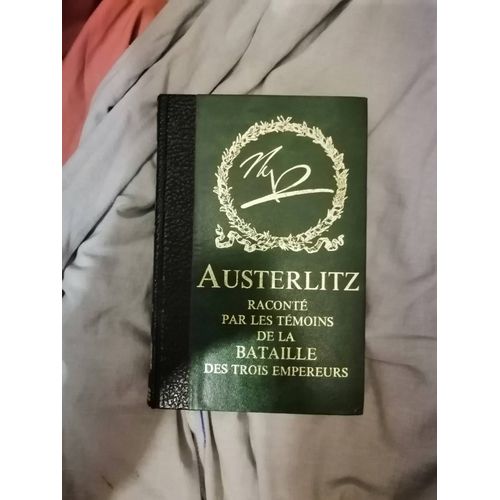 AUSTERLITZ
RACONTÉ
PAR LES TÉMOINS
DE LA
BATAILLE
DES TROIS EMPEREURS